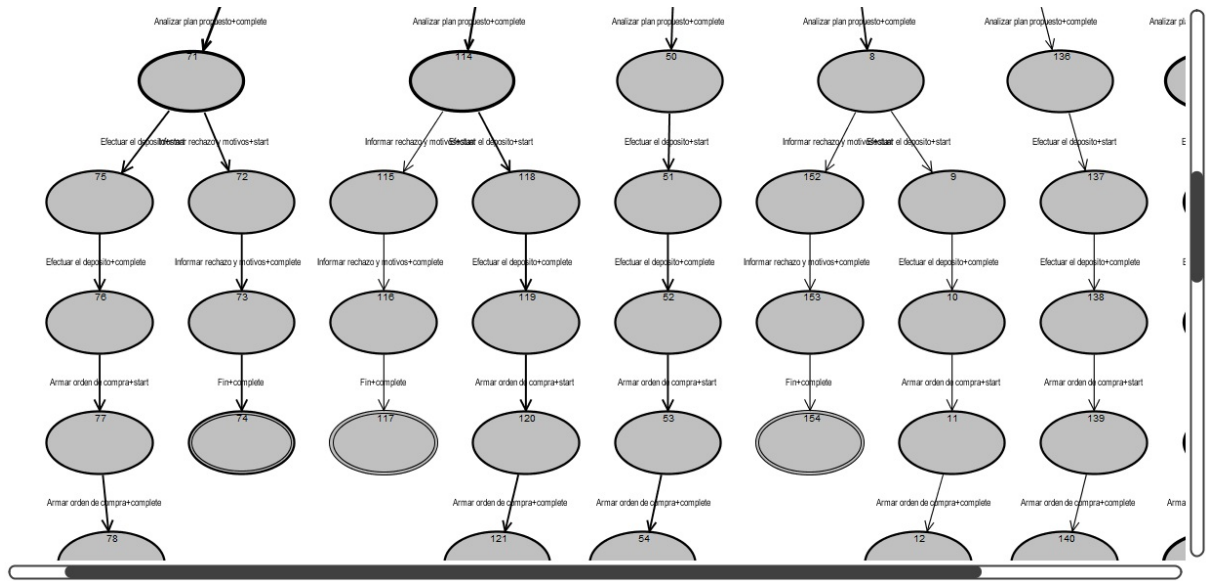 Analizar plan propuesto+complete
Analizar plan propuesto+complete
Analizar plan propuesto+complete
Analizar plan propuesto+complete
Analizar plan propuesto+complete
Analizar pl
71
114
50
8
136
Efectuar el deposito+start
Informar rechazo y motivos+start
Informar rechazo y motivos+start
Efectuar el deposito+start
Efectuar el deposito+start
Informar rechazo y motivos+start
Efectuar el deposito+start
Efectuar el deposito+start
E
75
72
115
118
51
152
9
137
Efectuar el deposito+complete
Informar rechazo y motivos+complete
Informar rechazo y motivos+complete
Efectuar el deposito+complete
Efectuar el deposito+complete
Informar rechazo y motivos+complete
Efectuar el deposito+complete
Efectuar el deposito+complete
E
76
73
116
119
52
153
10
138
Armar orden de compra+start
Fin+complete
Fin+complete
Armar orden de compra+start
Armar orden de compra+start
Fin+complete
Armar orden de compra+start
Armar orden de compra+start
77
74
117
120
53
154
11
139
Armar orden de compra+complete
Armar orden de compra+complete
Armar orden de compra+complete
Armar orden de compra+complete
Armar orden de compra+complete
Arma
78
121
54
12
140